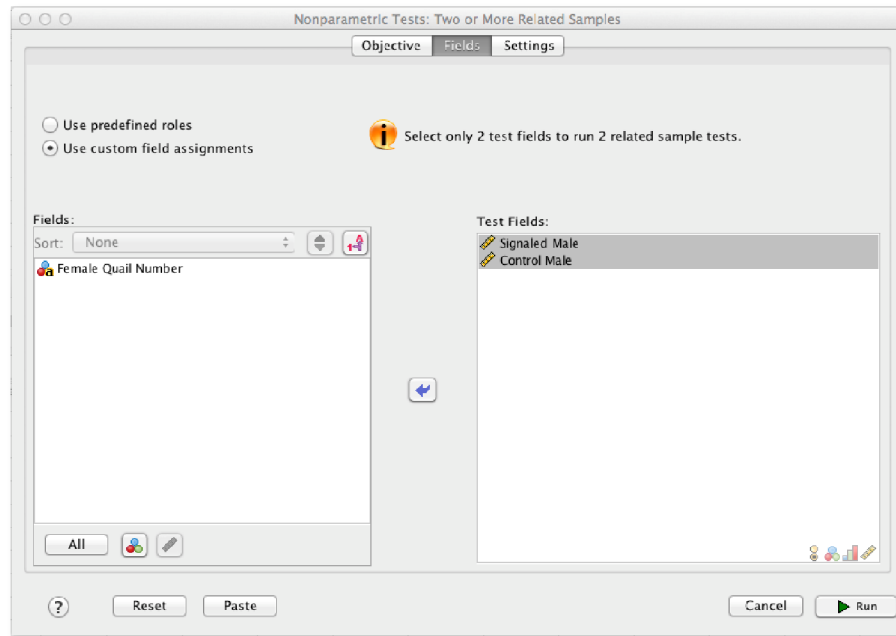 Nonparametric Tests: Two or More Related Samples
Objective Fields Settings
Use predefined roles
Use custom field assignments
Select only 2 test fields to run 2 related sample tests.
Fields:
Sort: None
Female Quail Number
Test Fields:
Signaled Male
Control Male
All
? Reset Paste Cancel Run